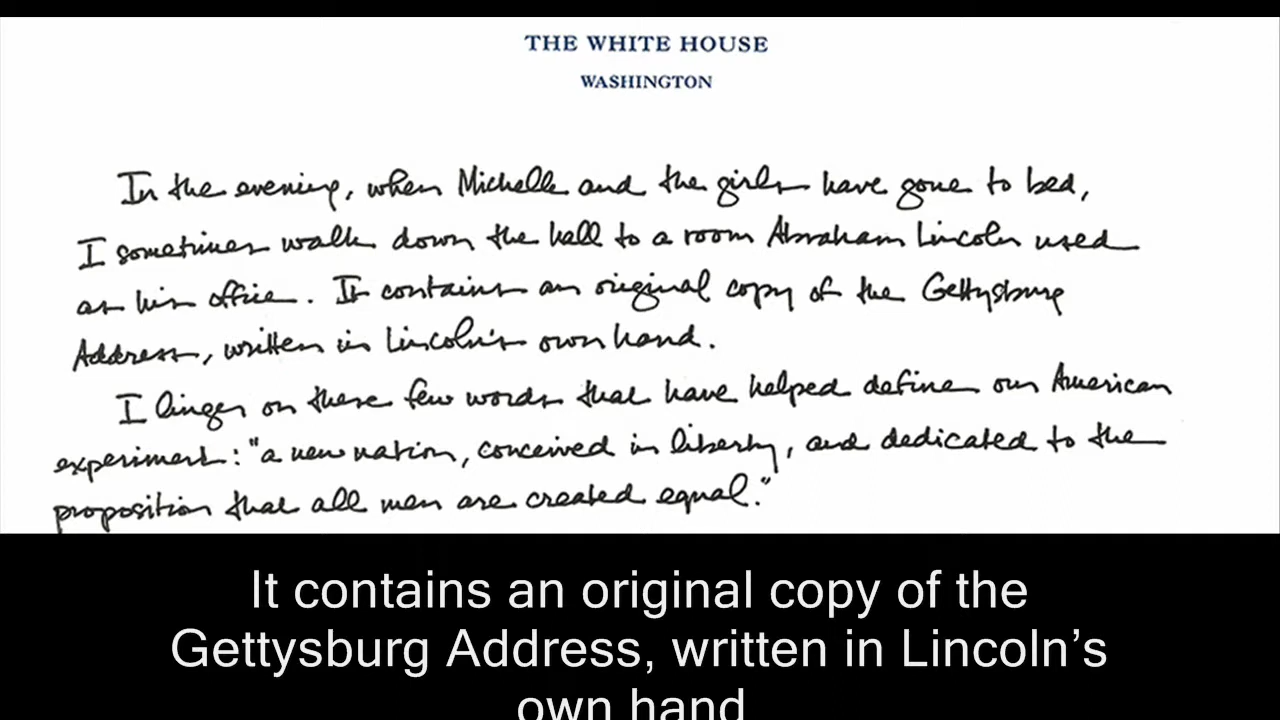 THE WHITE HOUSE
WASHINGTON
In the evening, when Michelle and the girls have gone to bed,
I sometimes walk down the hall to a room Abraham Lincoln used
as his office. It contains an original copy of the Gettysburg
Address, written in Lincoln's own hand.
I linger on these few words that have helped define our American
experiment: "a new nation, conceived in liberty, and dedicated to the
proposition that all men are created equal."
It contains an original copy of the
Gettysburg Address, written in Lincoln’s
own hand